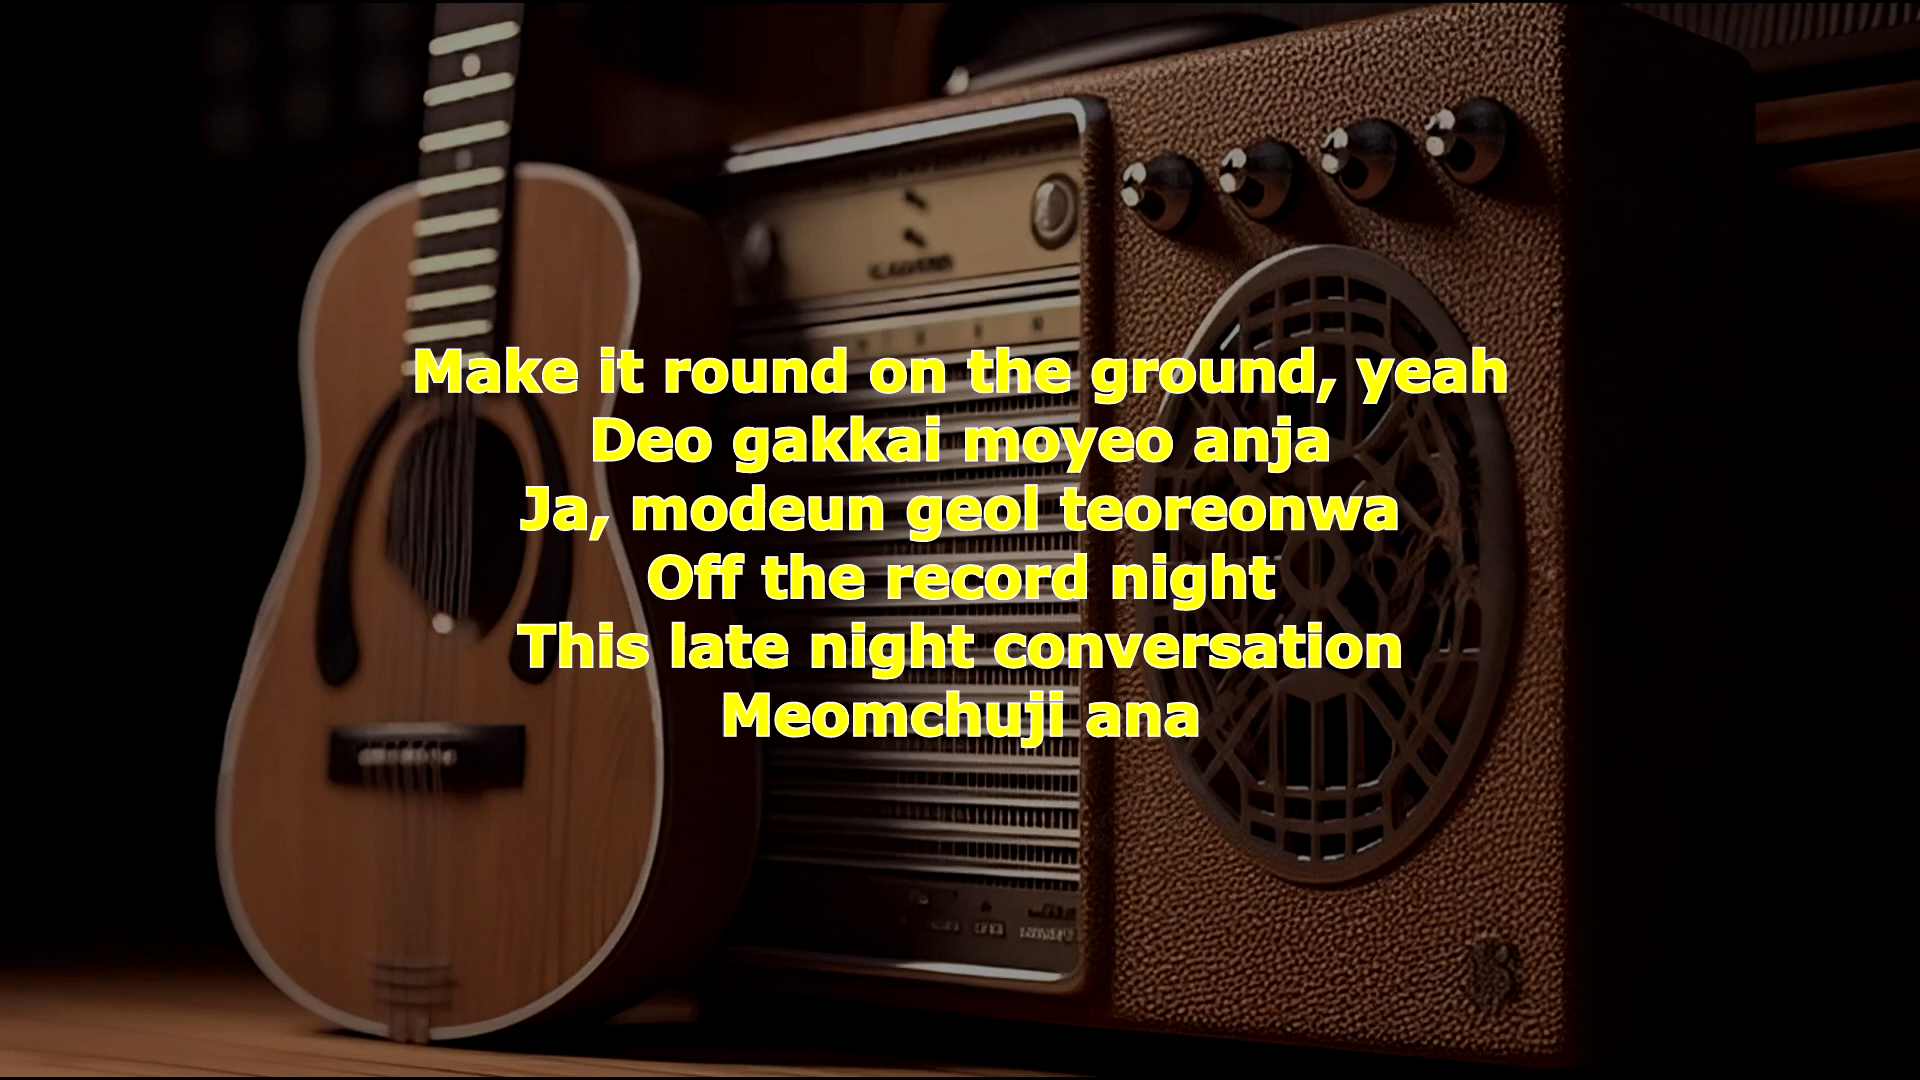 Make it round on the ground, yeah
Deo gakkai moyeo anja
Ja, modeun geol teoreonwa
Off the record night
This late night conversation
Meomchuji ana